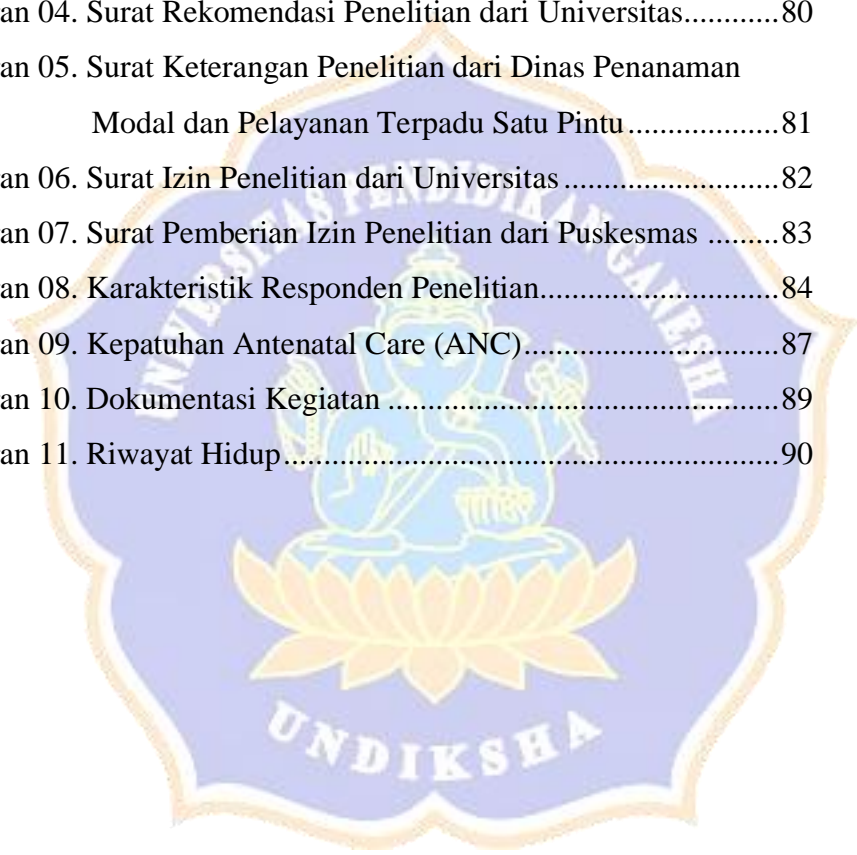 an 04. Surat Rekomendasi Penelitian dari Universitas............80
an 05. Surat Keterangan Penelitian dari Dinas Penanaman
Modal dan Pelayanan Terpadu Satu Pintu...................81
an 06. Surat Izin Penelitian dari Universitas...........................82
an 07. Surat Pemberian Izin Penelitian dari Puskesmas .........83
an 08. Karakteristik Responden Penelitian..............................84
an 09. Kepatuhan Antenatal Care (ANC)................................87
an 10. Dokumentasi Kegiatan .................................................89
an 11. Riwayat Hidup..............................................................90
UNIVERSITAS PENDIDIKAN GANESHA
UNDIKSHA